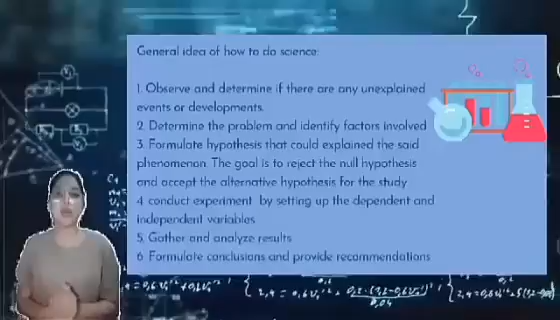 General idea of how to do science:
1. Observe and determine if there are any unexplained
events or developments.
2. Determine the problem and identify factors involved
3. Formulate hypothesis that could explained the said
phenomenon. The goal is to reject the null hypothesis
and accept the alternative hypothesis for the study
4. conduct experiment by setting up the dependent and
independent variables
5. Gather and analyze results
6. Formulate conclusions and provide recommendations